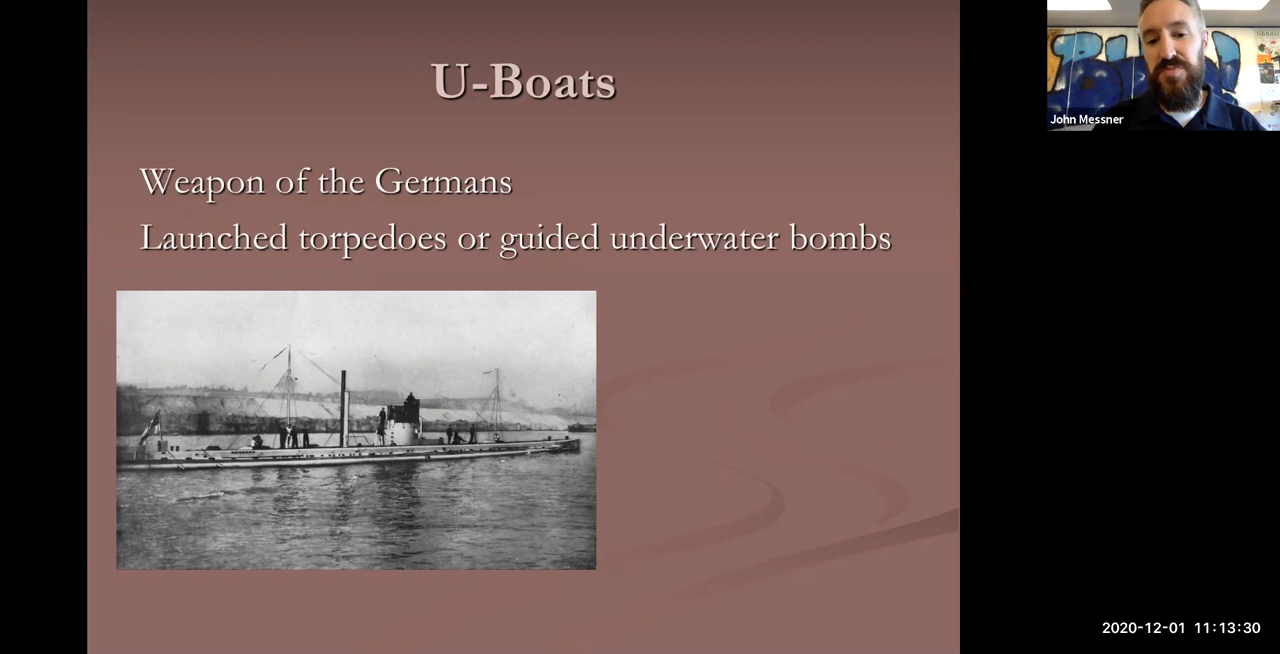 U-Boats
Weapon of the Germans
Launched torpedoes or guided underwater bombs
John Messner
2020-12-01 11:13:30